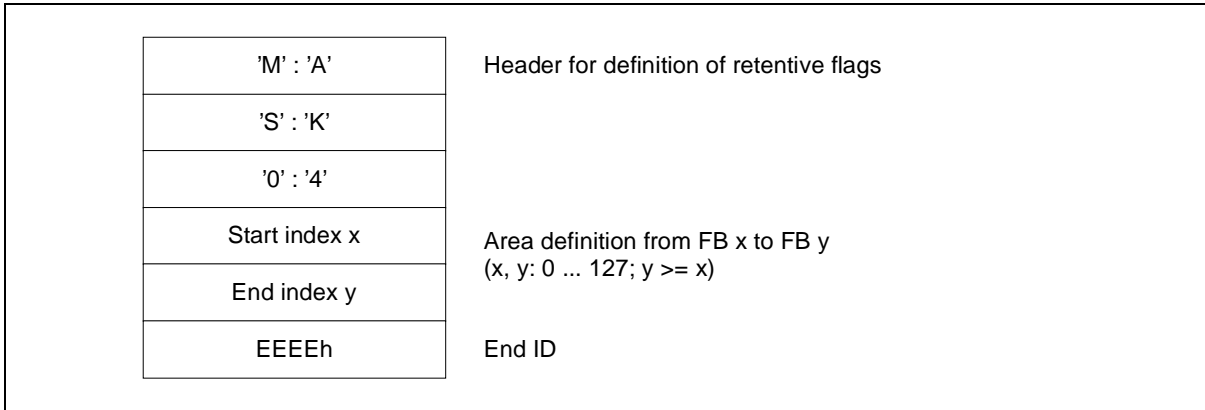 ’M’ : ’A’ Header for definition of retentive flags
’S’ : ’K’
’0’ : ’4’
Start index x
Area definition from FB x to FB y
(x, y: 0 ... 127; y >= x)
End index y
EEEEh End ID